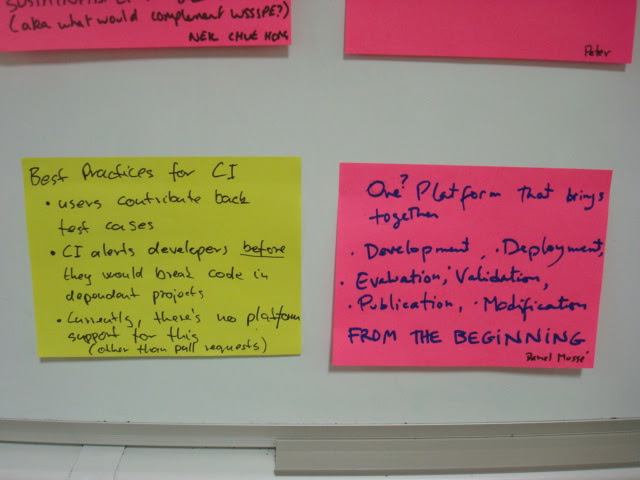 (aka what would complement WSSSPE?)
NEIL CHUE HONG
Peter
Best Practices for CI
• users contribute back
test cases
• CI alerts developers before
they would break code in
dependant projects
• Currently, there's no platform
support for this
(other than pull requests)
One? Platform that brings
together
• Development, • Deployment,
• Evaluation, • Validation,
• Publication, • Modification
FROM THE BEGINNING
Daniel Mossé